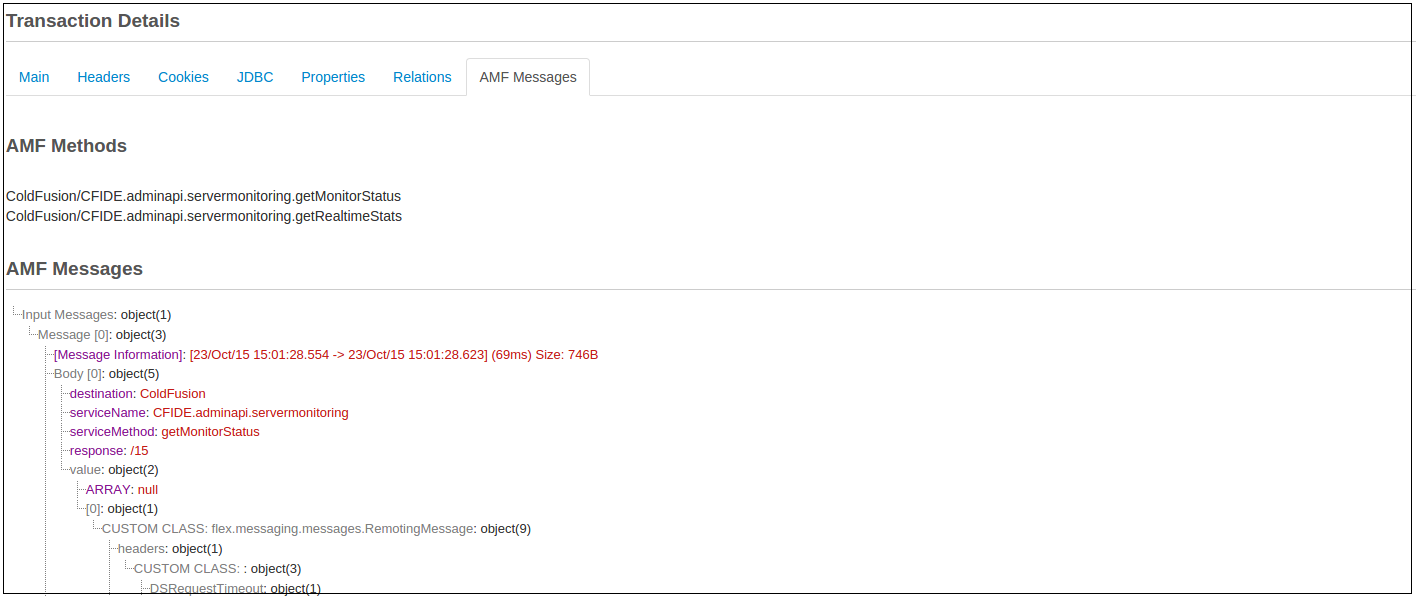 Transaction Details
Main Headers Cookies JDBC Properties Relations AMF Messages
AMF Methods
ColdFusion/CFIDE.adminapi.servermonitoring.getMonitorStatus
ColdFusion/CFIDE.adminapi.servermonitoring.getRealtimeStats
AMF Messages
Input Messages: object(1)
Message [0]: object(3)
[Message Information]: [23/Oct/15 15:01:28.554 -> 23/Oct/15 15:01:28.623] (69ms) Size: 746B
Body [0]: object(5)
destination: ColdFusion
serviceName: CFIDE.adminapi.servermonitoring
serviceMethod: getMonitorStatus
response: /15
value: object(2)
ARRAY: null
[0]: object(1)
CUSTOM CLASS: flex.messaging.messages.RemotingMessage: object(9)
headers: object(1)
CUSTOM CLASS: : object(3)
DSRequestTimeout: object(1)